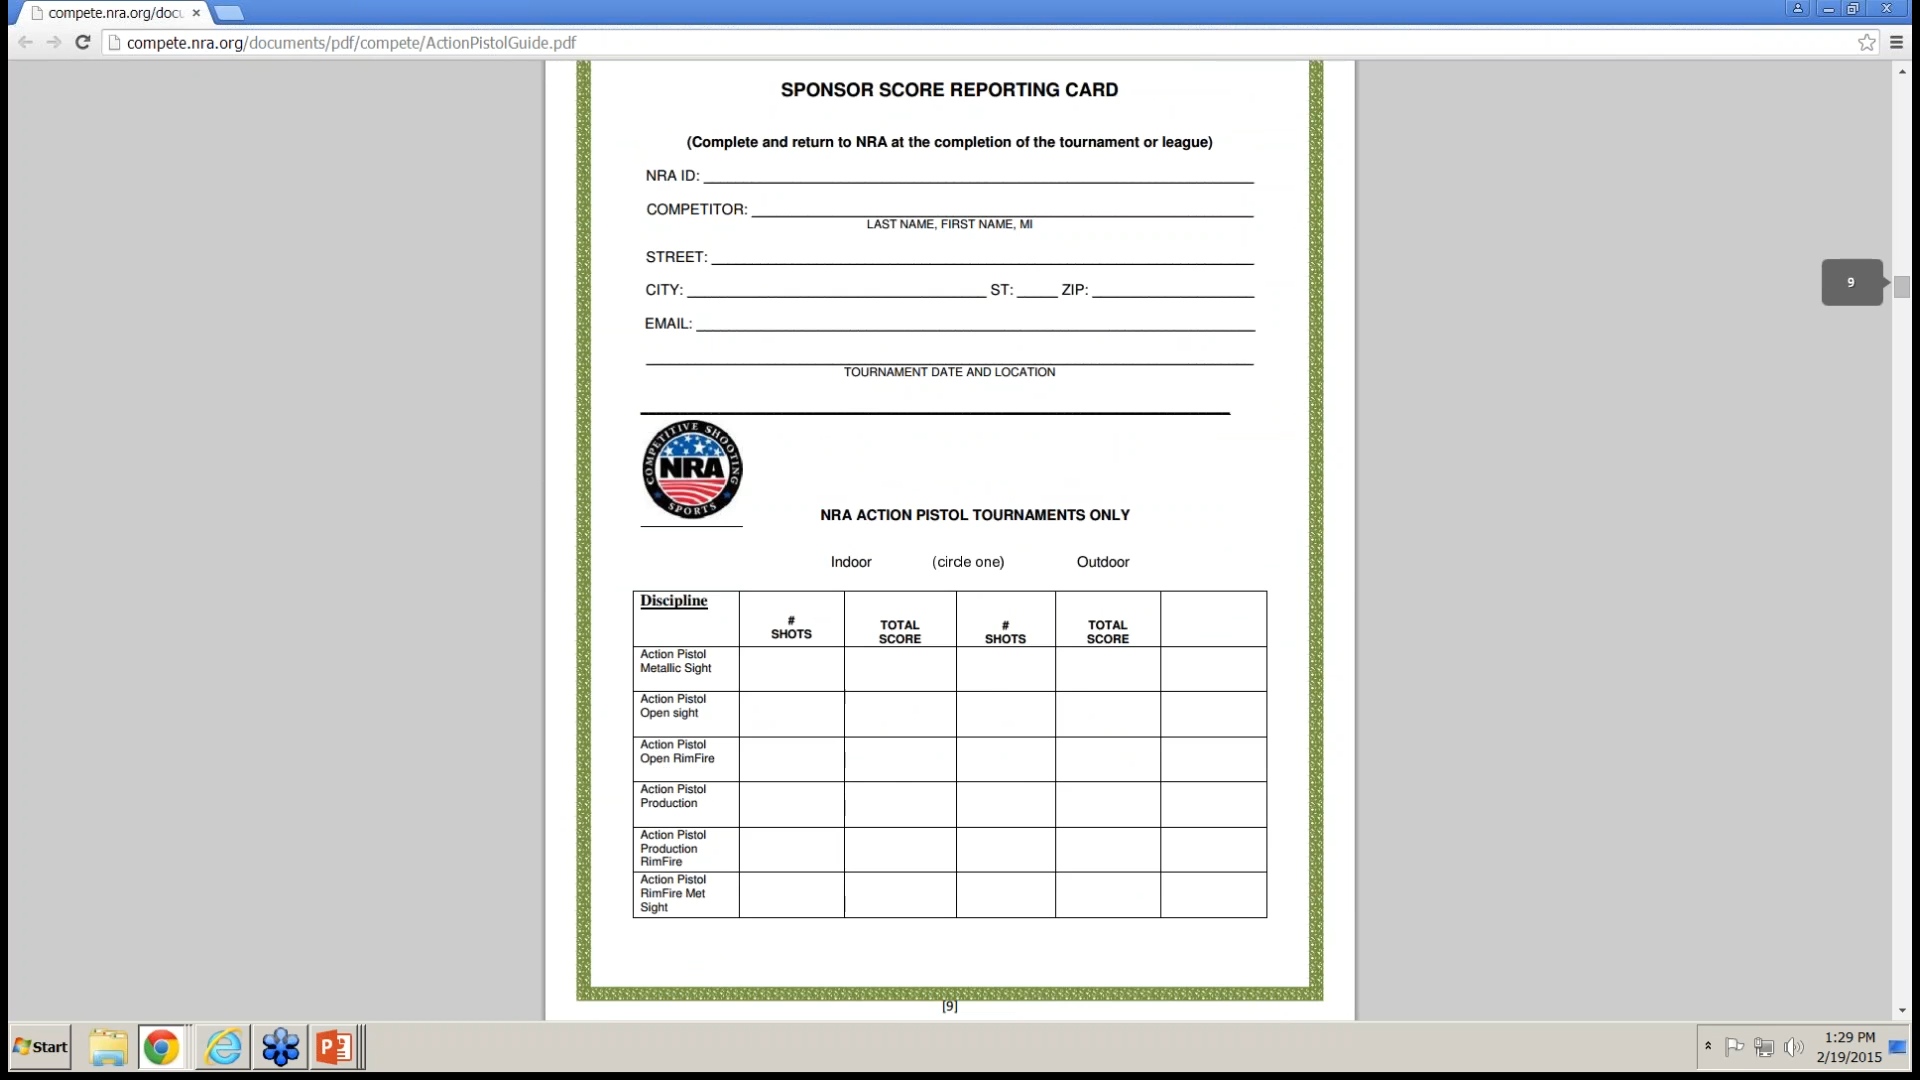 compete.nra.org/docu
compete.nra.org/documents/pdf/compete/ActionPistolGuide.pdf
SPONSOR SCORE REPORTING CARD
(Complete and return to NRA at the completion of the tournament or league)
NRA ID:
COMPETITOR:
LAST NAME, FIRST NAME, MI
STREET:
CITY: ST: ZIP:
EMAIL:
TOURNAMENT DATE AND LOCATION
COMPETITIVE SHOOTING
NRA
SPORTS
NRA ACTION PISTOL TOURNAMENTS ONLY
Indoor (circle one) Outdoor
Discipline
# SHOTS
TOTAL SCORE
# SHOTS
TOTAL SCORE
Action Pistol
Metallic Sight
Action Pistol
Open sight
Action Pistol
Open RimFire
Action Pistol
Production
Action Pistol
Production
RimFire
Action Pistol
RimFire Met
Sight
[9]
9
Start
1:29 PM
2/19/2015